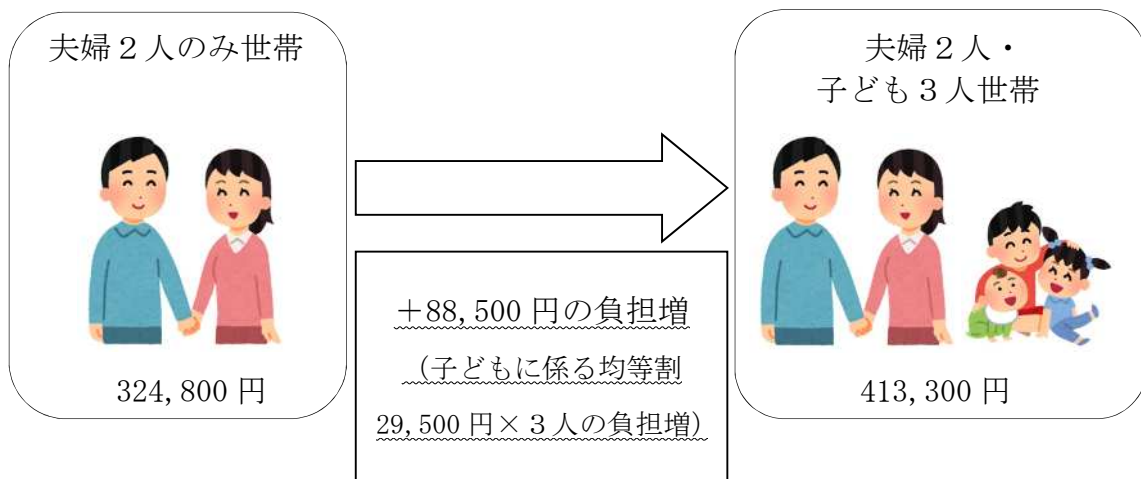 夫婦２人のみ世帯
324,800 円
＋88,500 円の負担増
（子どもに係る均等割
29,500 円×３人の負担増）
夫婦２人・
子ども３人世帯
413,300 円